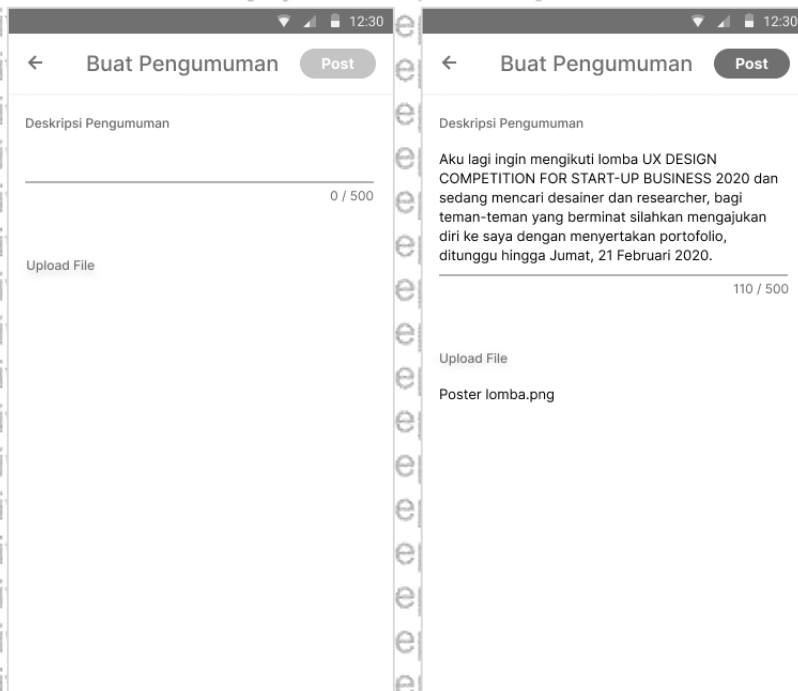 12:30
Buat Pengumuman
Post
Deskripsi Pengumuman
0 / 500
Upload File
12:30
Buat Pengumuman
Post
Deskripsi Pengumuman
Aku lagi ingin mengikuti lomba UX DESIGN
COMPETITION FOR START-UP BUSINESS 2020 dan
sedang mencari desainer dan researcher, bagi
teman-teman yang berminat silahkan mengajukan
diri ke saya dengan menyertakan portofolio,
ditunggu hingga Jumat, 21 Februari 2020.
110 / 500
Upload File
Poster lomba.png